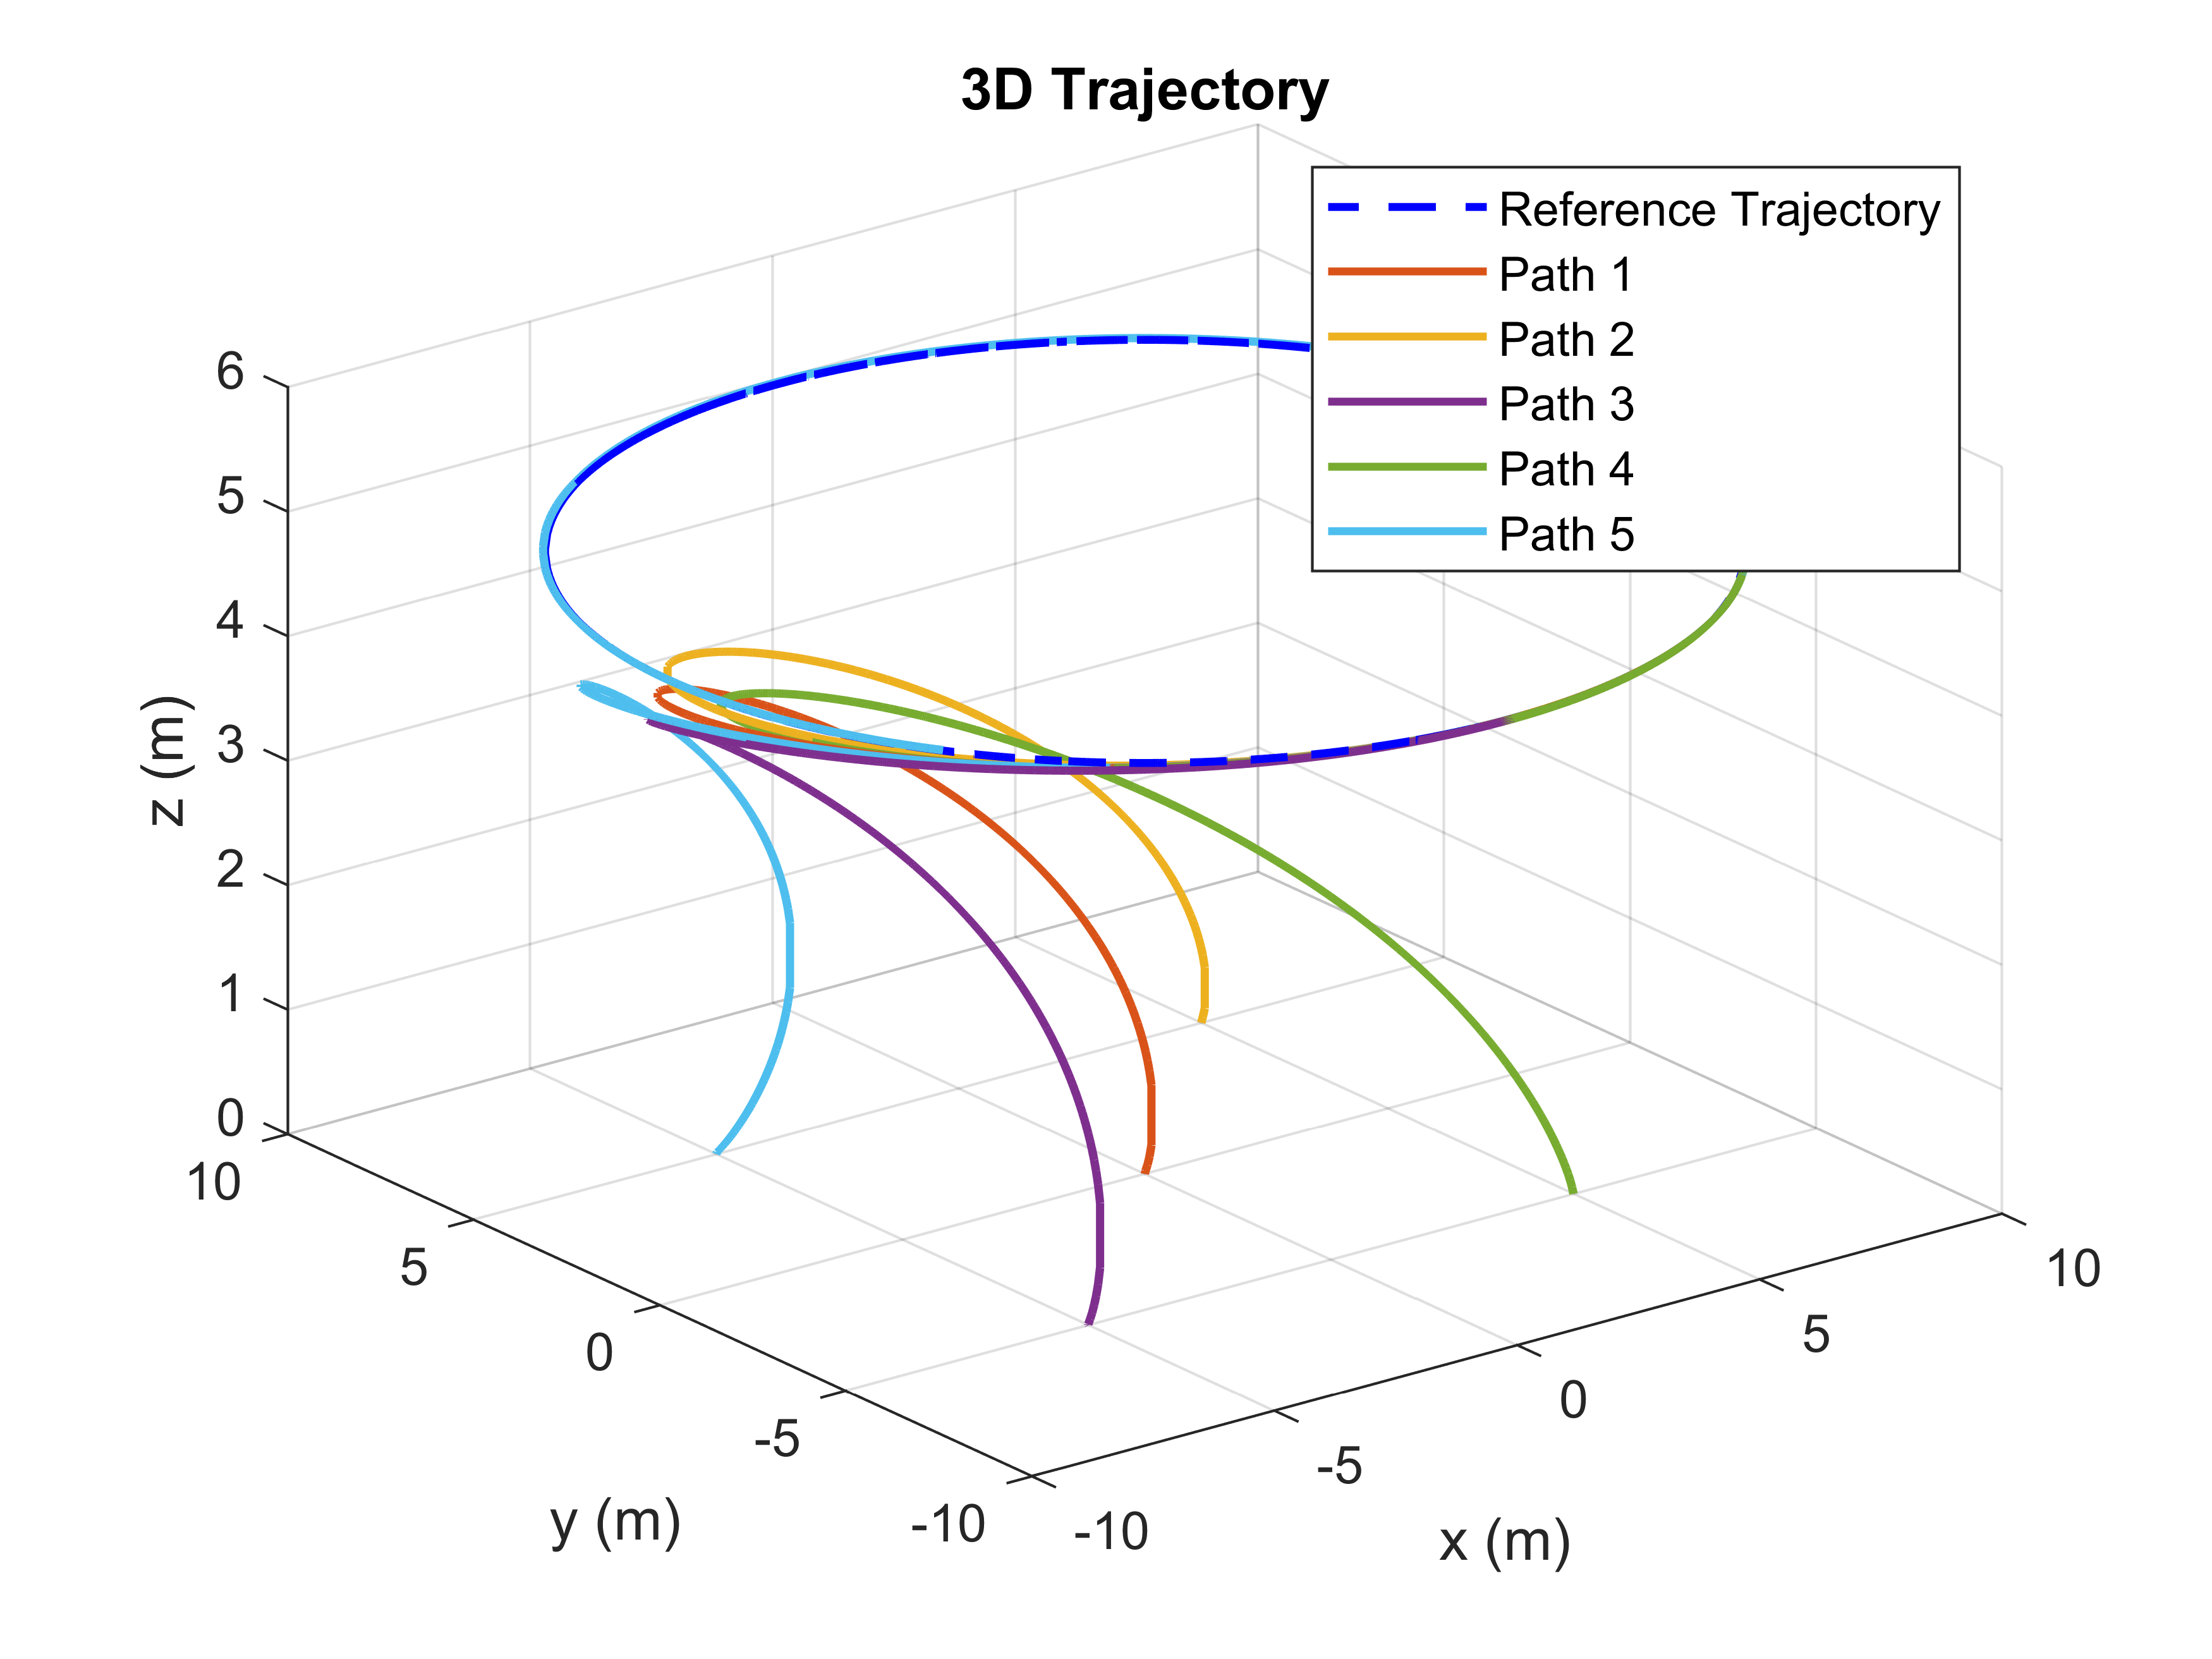 3D Trajectory
Reference Trajectory
Path 1
Path 2
Path 3
Path 4
Path 5
6
5
4
3
2
1
0
z (m)
10
5
0
-5
-10
y (m)
-10
-5
0
5
10
x (m)